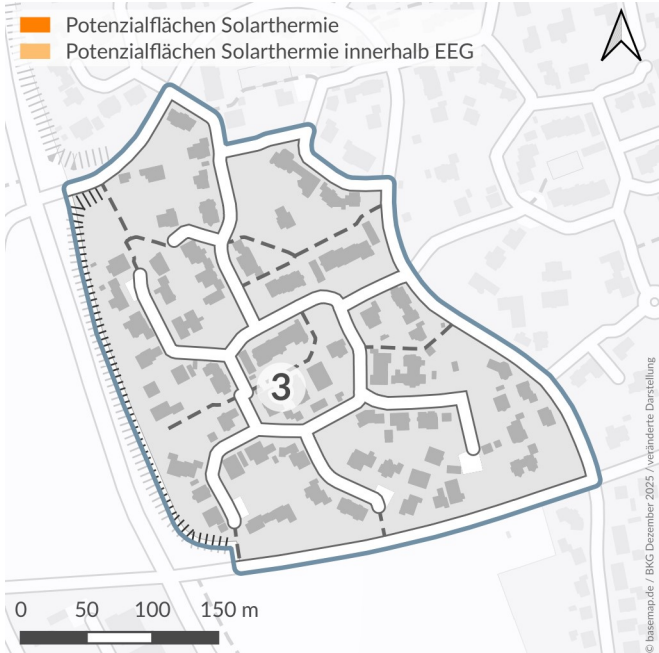 Potenzialflächen Solarthermie
Potenzialflächen Solarthermie innerhalb EEG
3
0 50 100 150 m
© basemap.de / BKG Dezember 2025 / veränderte Darstellung